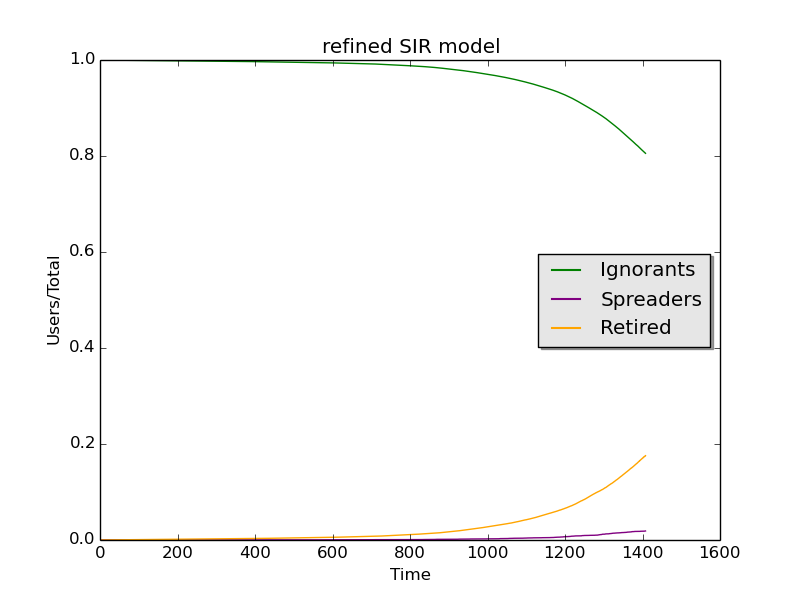 refined SIR model
1.0
0.8
0.6
0.4
0.2
0.0
Users/Total
Ignorants
Spreaders
Retired
0 200 400 600 800 1000 1200 1400 1600
Time